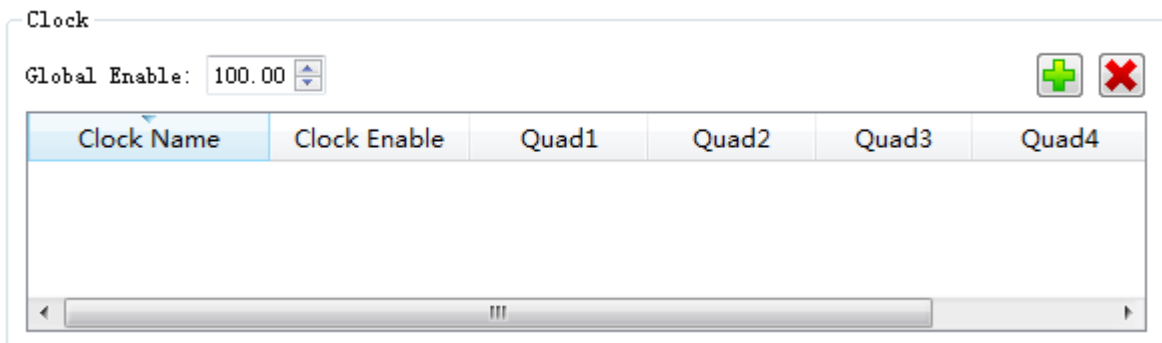 Clock
Global Enable: 100.00
Clock Name Clock Enable Quad1 Quad2 Quad3 Quad4